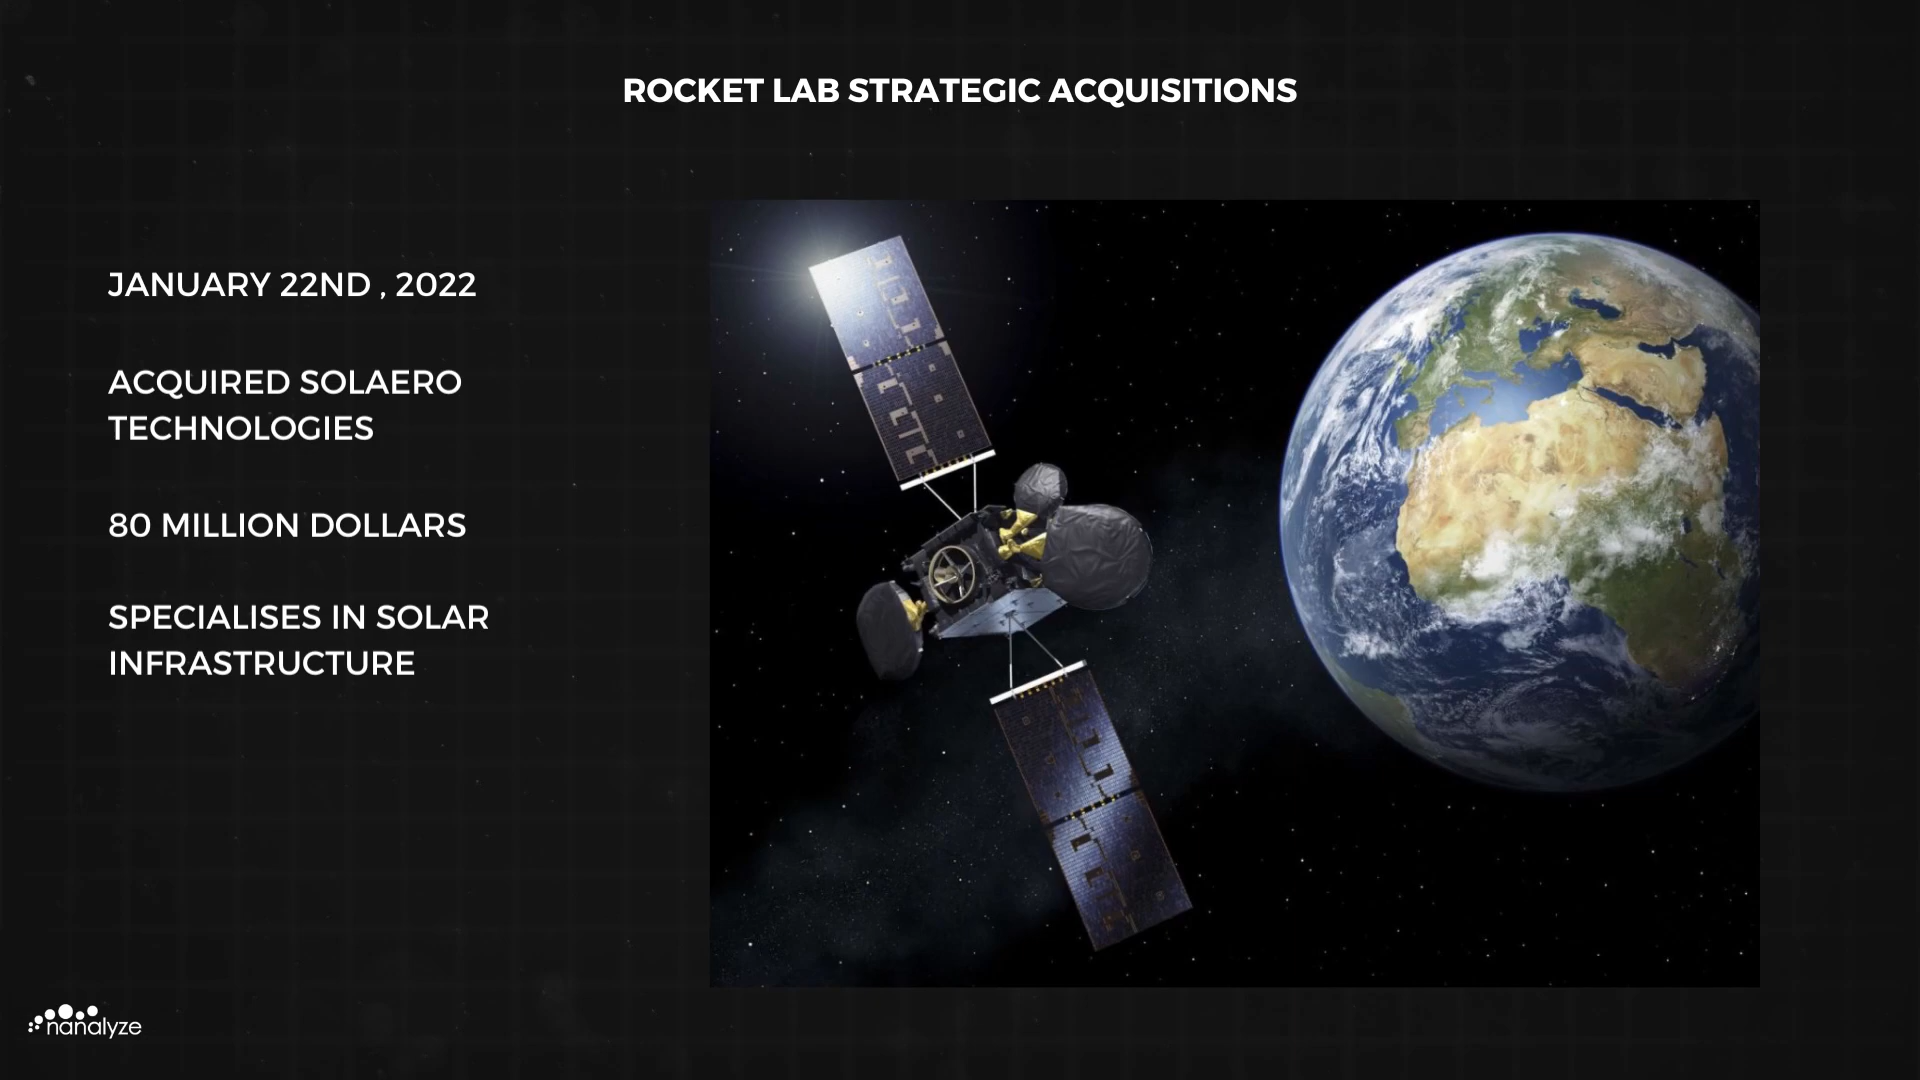 ROCKET LAB STRATEGIC ACQUISITIONS
JANUARY 22ND , 2022
ACQUIRED SOLAERO
TECHNOLOGIES
80 MILLION DOLLARS
SPECIALISES IN SOLAR
INFRASTRUCTURE
nanalyze